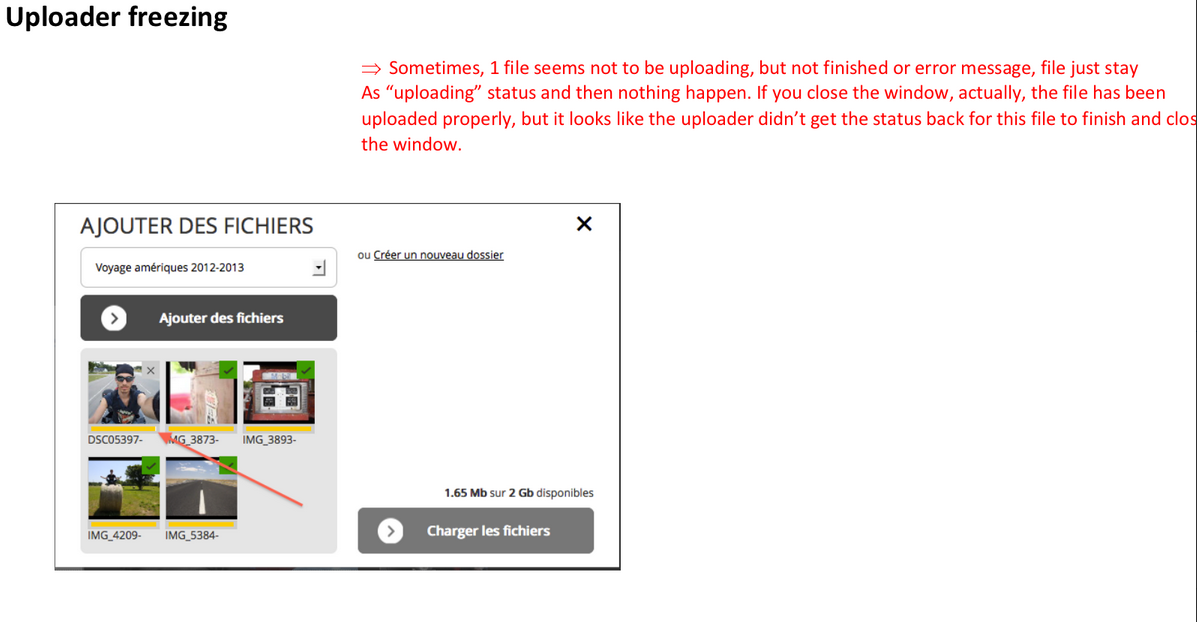 Uploader freezing
⇒ Sometimes, 1 file seems not to be uploading, but not finished or error message, file just stay
As “uploading” status and then nothing happen. If you close the window, actually, the file has been
uploaded properly, but it looks like the uploader didn’t get the status back for this file to finish and clos
the window.
AJOUTER DES FICHIERS
Voyage amériques 2012-2013
ou Créer un nouveau dossier
Ajouter des fichiers
DSC05397- IMG_3873- IMG_3893-
IMG_4209- IMG_5384-
1.65 Mb sur 2 Gb disponibles
Charger les fichiers